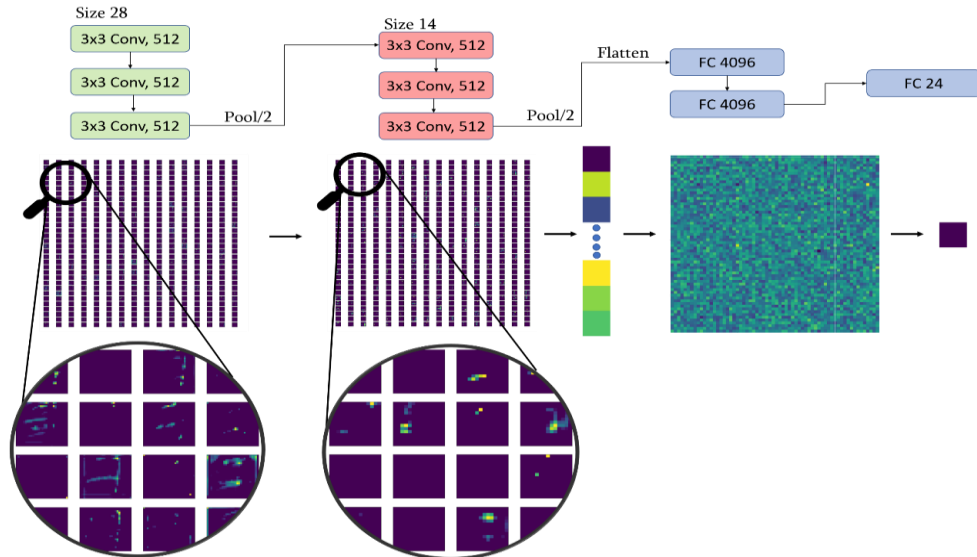 Size 28
3x3 Conv, 512
3x3 Conv, 512
3x3 Conv, 512
Pool/2
Size 14
3x3 Conv, 512
3x3 Conv, 512
3x3 Conv, 512
Pool/2
Flatten
FC 4096
FC 4096
FC 24